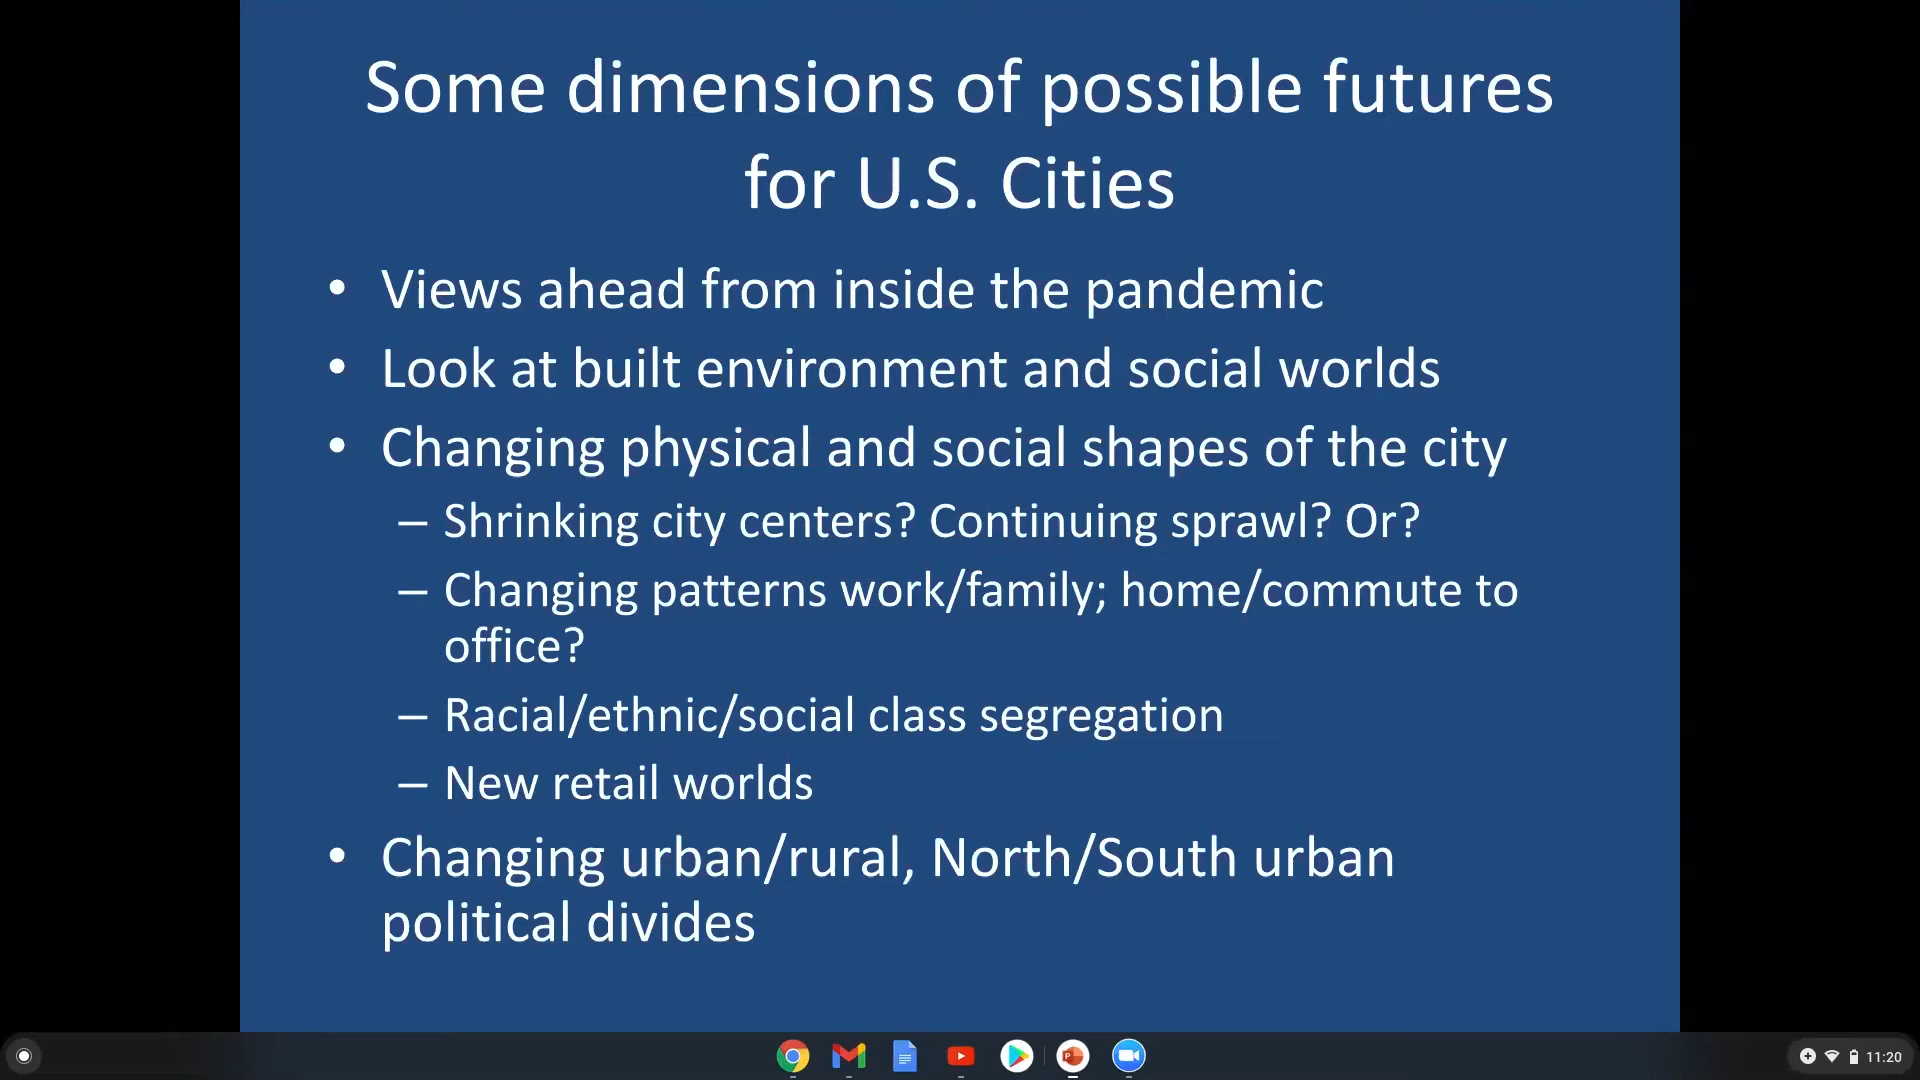 Some dimensions of possible futures
for U.S. Cities
• Views ahead from inside the pandemic
• Look at built environment and social worlds
• Changing physical and social shapes of the city
– Shrinking city centers? Continuing sprawl? Or?
– Changing patterns work/family; home/commute to
office?
– Racial/ethnic/social class segregation
– New retail worlds
• Changing urban/rural, North/South urban
political divides
11:20